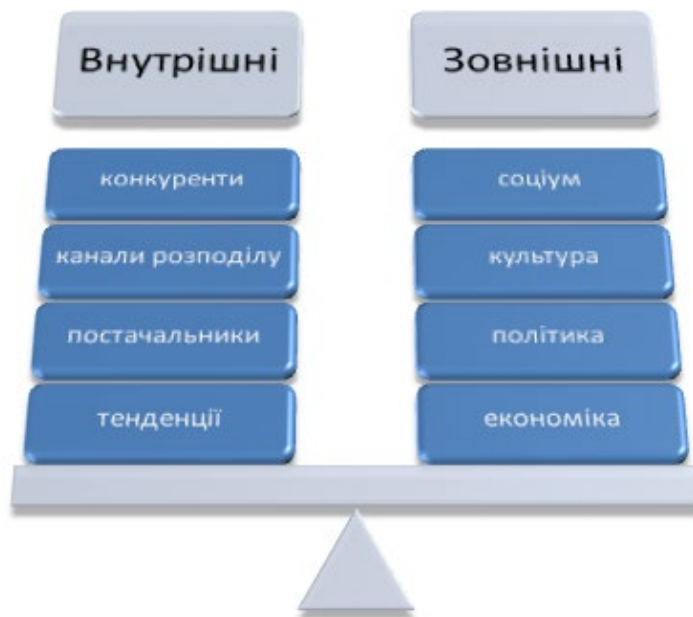 Внутрішні
конкуренти
канали розподілу
постачальники
тенденції
Зовнішні
соціум
культура
політика
економіка